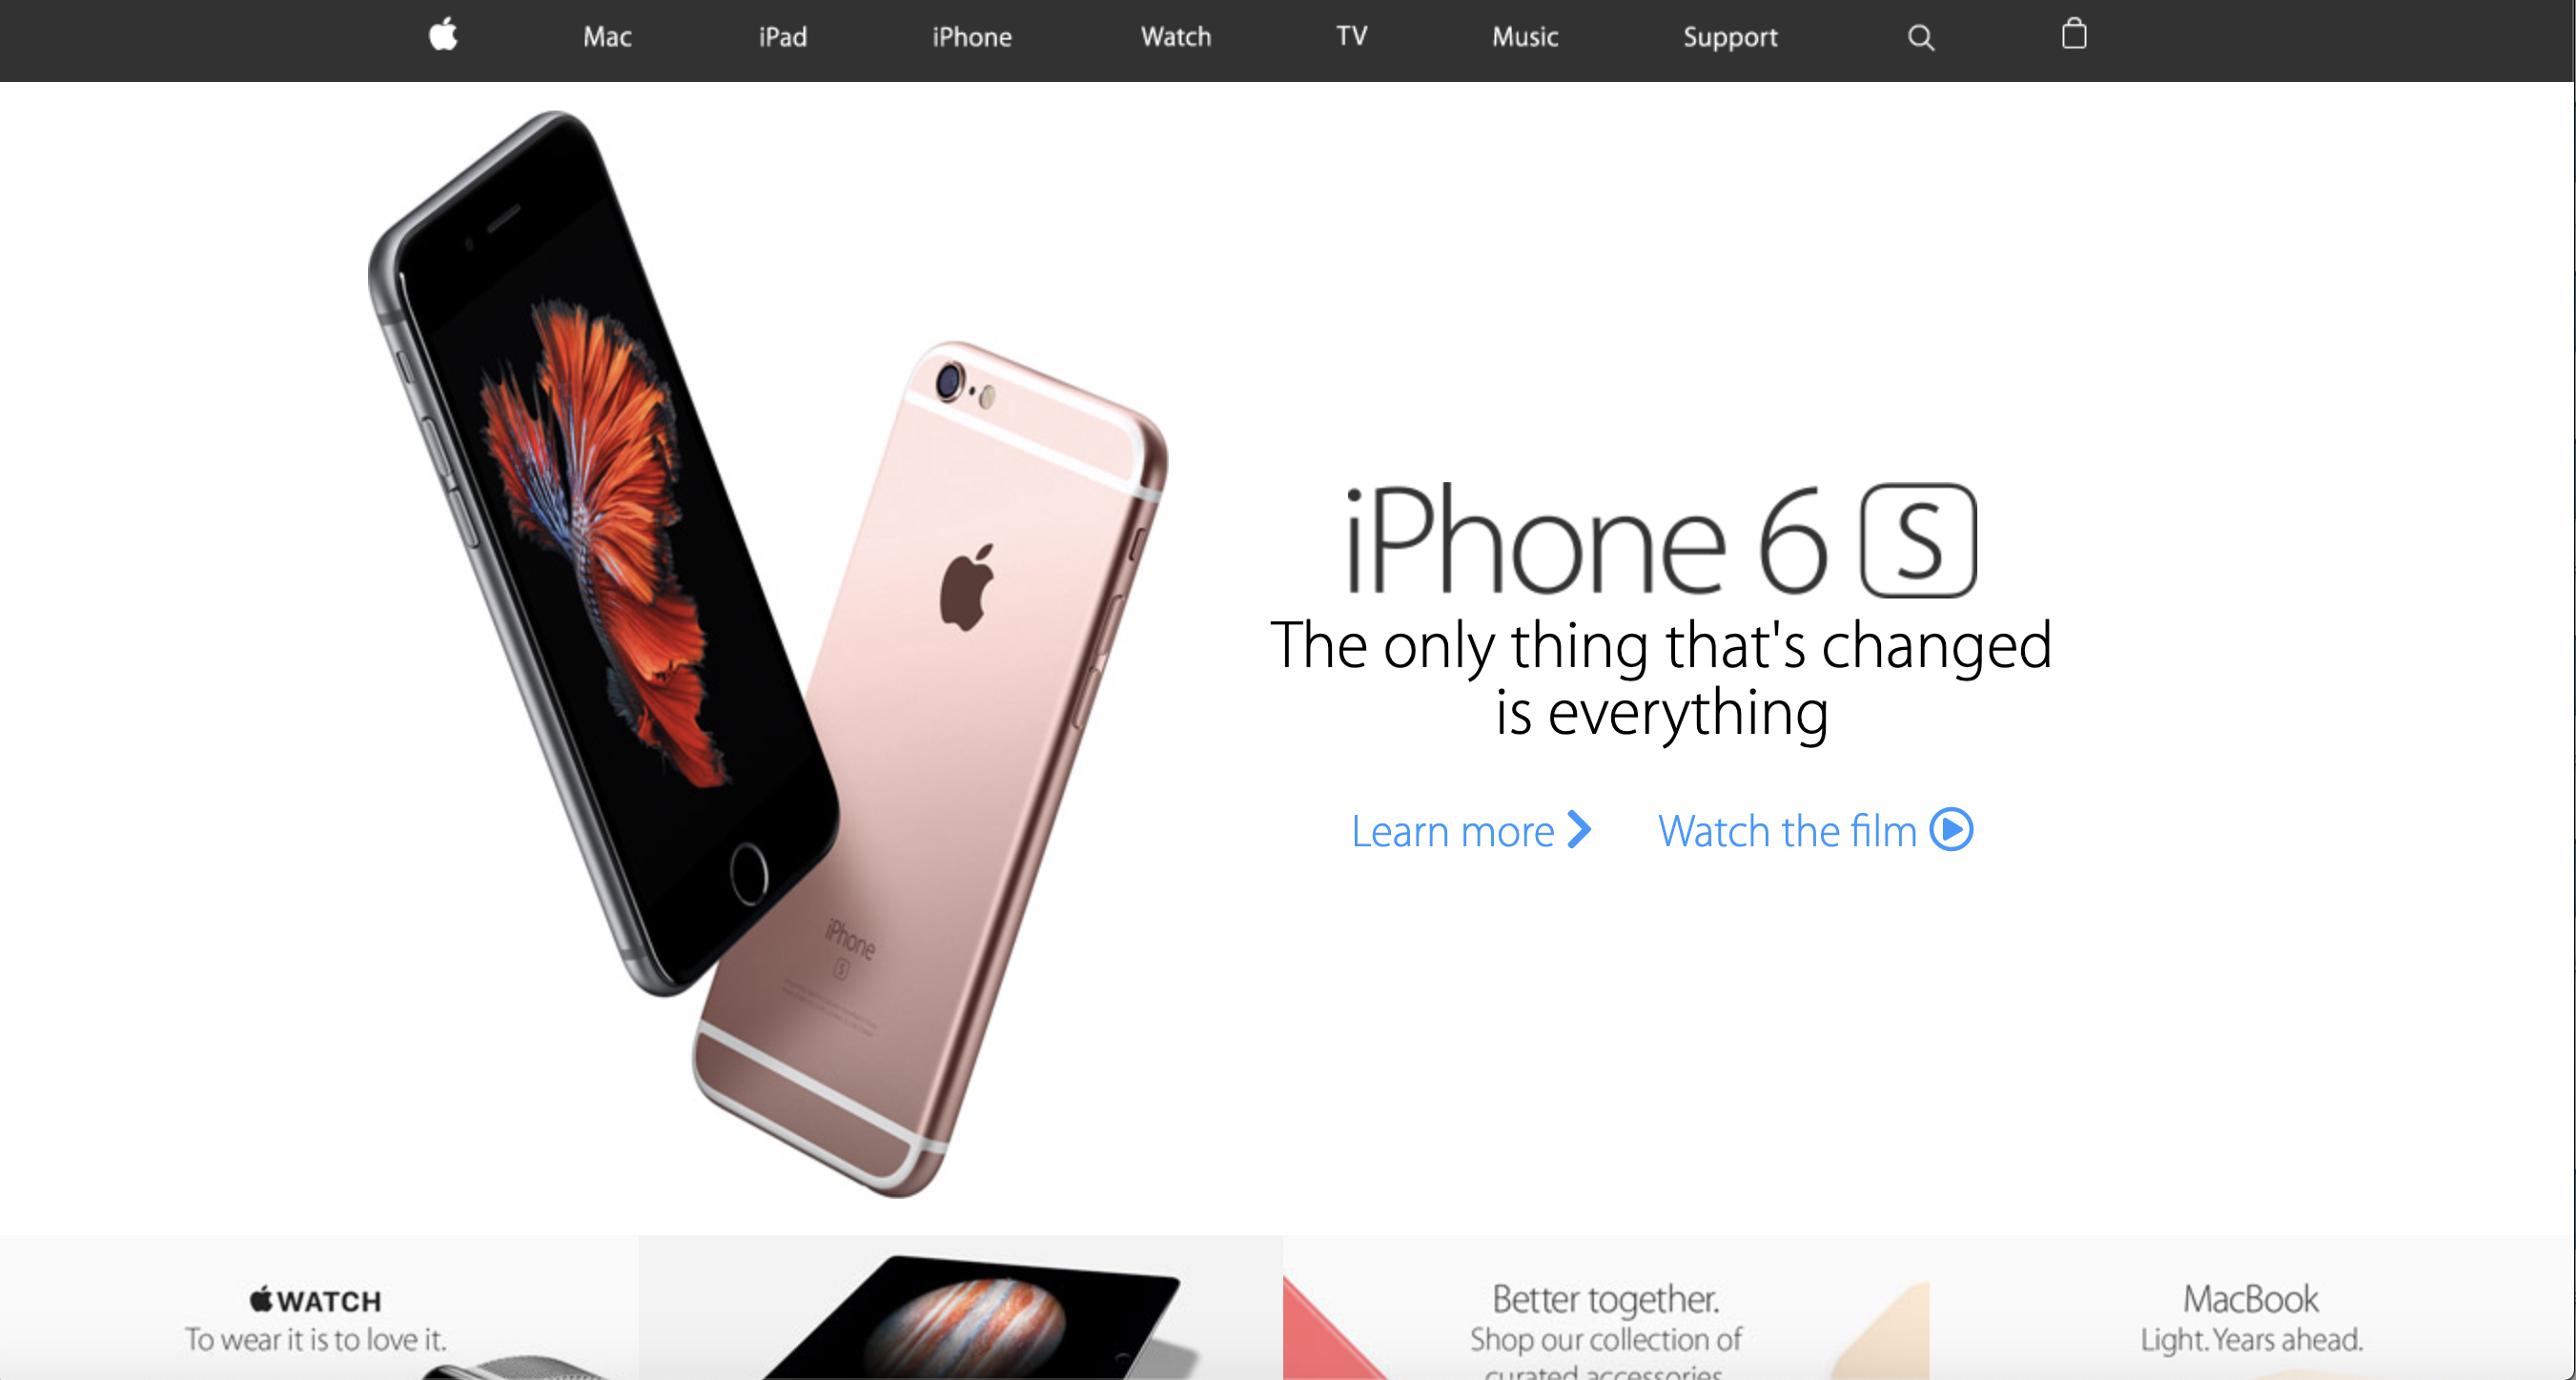 Mac iPad iPhone Watch TV Music Support
iPhone 6 S
The only thing that's changed
is everything
Learn more Watch the film
iPhone
S
WATCH
To wear it is to love it.
Better together.
Shop our collection of
curated accessories
MacBook
Light. Years ahead.